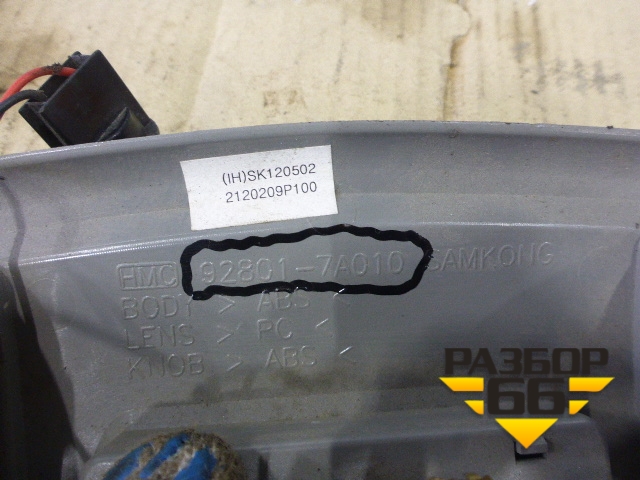 (IH)SK120502
2120209P100
HMC 92801-7A010 SAMKONG
BODY > ABS <
LENS > PC <
KNOB > ABS <
РАЗБОР
66